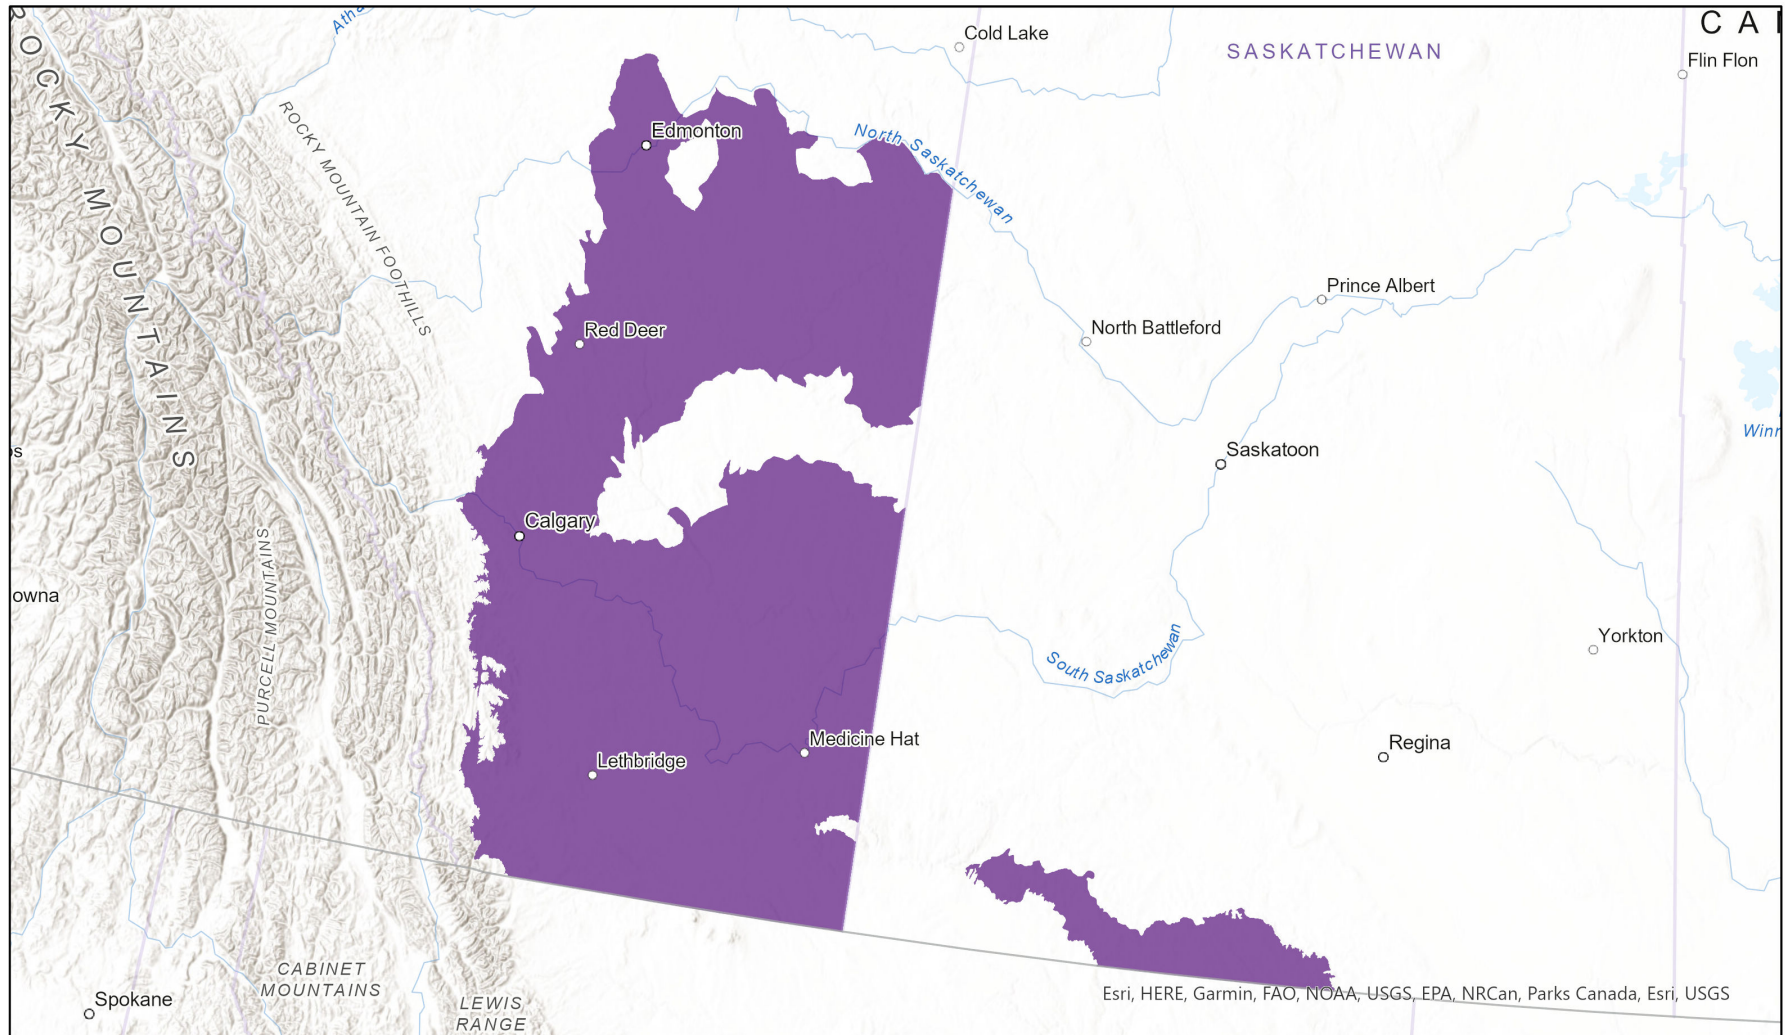 Atha
Cold Lake
SASKATCHEWAN
C A
Flin Flon
ROCKY MOUNTAINS
ROCKY MOUNTAIN FOOTHILLS
Edmonton
North Saskatchewan
Prince Albert
Red Deer
North Battleford
Winn
Saskatoon
Calgary
PURCELL MOUNTAINS
owna
Yorkton
South Saskatchewan
Medicine Hat
Regina
Lethbridge
CABINET
MOUNTAINS
Spokane
LEWIS
RANGE
Esri, HERE, Garmin, FAO, NOAA, USGS, EPA, NRCan, Parks Canada, Esri, USGS